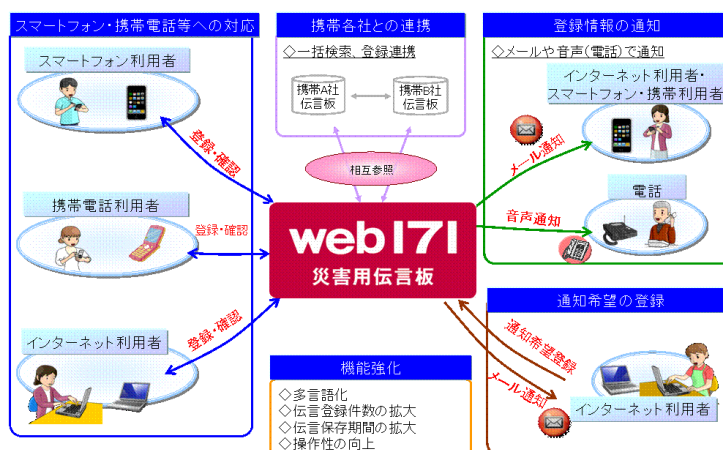 スマートフォン・携帯電話等への対応
スマートフォン利用者
登録・確認
携帯電話利用者
登録・確認
インターネット利用者
登録・確認
携帯各社との連携
◇一括検索、登録連携
携帯A社
伝言板
携帯B社
伝言板
相互参照
web171
災害用伝言板
機能強化
◇多言語化
◇伝言登録件数の拡大
◇伝言保存期間の拡大
◇操作性の向上
登録情報の通知
◇メールや音声(電話)で通知
インターネット利用者・
スマートフォン・携帯利用者
メール通知
電話
音声通知
通知希望の登録
通知希望登録
メール通知
インターネット利用者